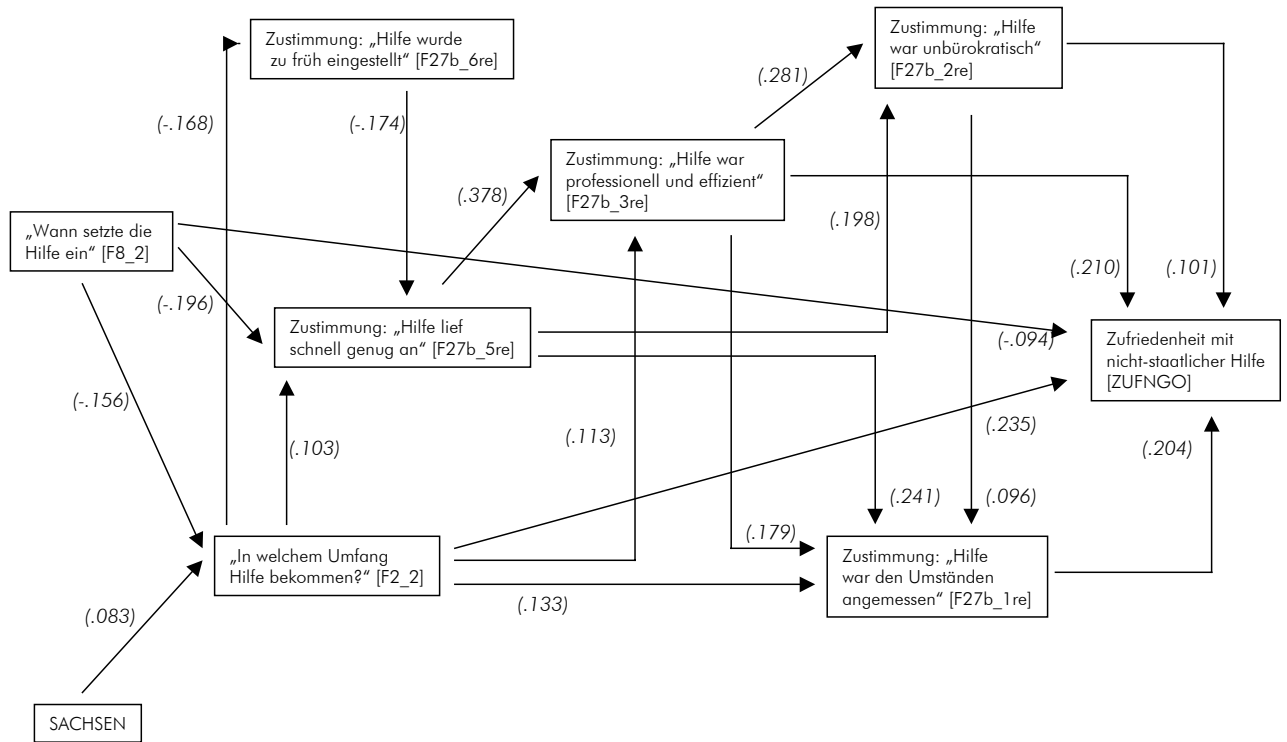 Zustimmung: „Hilfe wurde
zu früh eingestellt“ [F27b_6re]
Zustimmung: „Hilfe
war unbürokratisch“
[F27b_2re]
(.281)
(-.168)
(-.174)
Zustimmung: „Hilfe war
professionell und effizient“
[F27b_3re]
(.378)
(.198)
„Wann setzte die
Hilfe ein“ [F8_2]
(.210)
(.101)
(-.196)
Zustimmung: „Hilfe lief
schnell genug an“ [F27b_5re]
(-.094)
Zufriedenheit mit
nicht-staatlicher Hilfe
[ZUFNGO]
(-.156)
(.103)
(.113)
(.235)
(.204)
(.241)
(.096)
(.179)
„In welchem Umfang
Hilfe bekommen?“ [F2_2]
Zustimmung: „Hilfe
war den Umständen
angemessen“ [F27b_1re]
(.133)
(.083)
SACHSEN